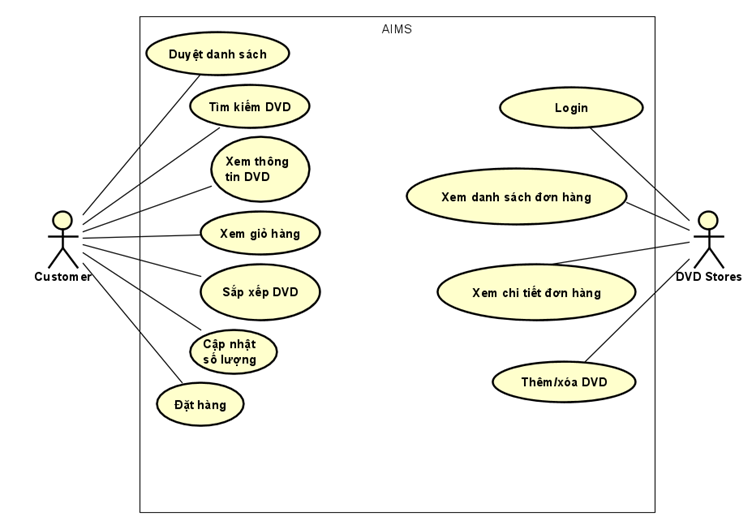 AIMS
Duyệt danh sách
Tìm kiếm DVD
Xem thông
tin DVD
Xem giỏ hàng
Sắp xếp DVD
Cập nhật
số lượng
Đặt hàng
Customer
Login
Xem danh sách đơn hàng
Xem chi tiết đơn hàng
Thêm/xóa DVD
DVD Stores